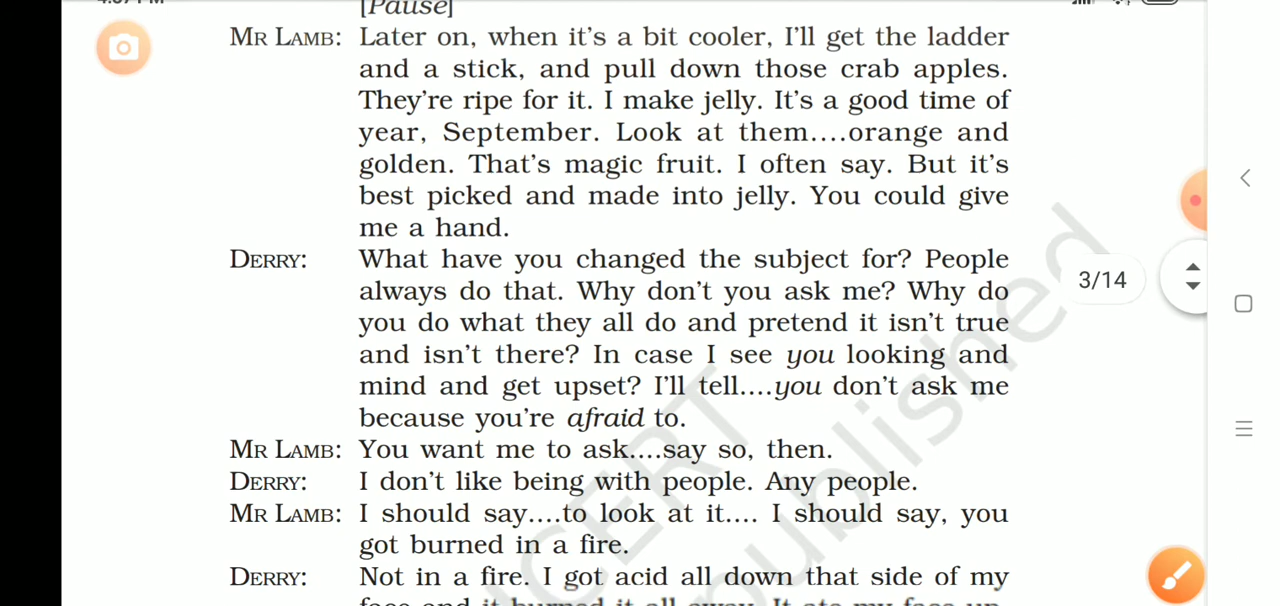 [Pause]
MR LAMB: Later on, when it's a bit cooler, I'll get the ladder
and a stick, and pull down those crab apples.
They're ripe for it. I make jelly. It's a good time of
year, September. Look at them....orange and
golden. That's magic fruit. I often say. But it's
best picked and made into jelly. You could give
me a hand.
DERRY: What have you changed the subject for? People
always do that. Why don't you ask me? Why do
you do what they all do and pretend it isn't true
and isn't there? In case I see you looking and
mind and get upset? I'll tell....you don't ask me
because you're afraid to.
MR LAMB: You want me to ask....say so, then.
DERRY: I don't like being with people. Any people.
MR LAMB: I should say....to look at it.... I should say, you
got burned in a fire.
DERRY: Not in a fire. I got acid all down that side of my
face and it burned it all away. It ate my face up.
3/14
CERT
published